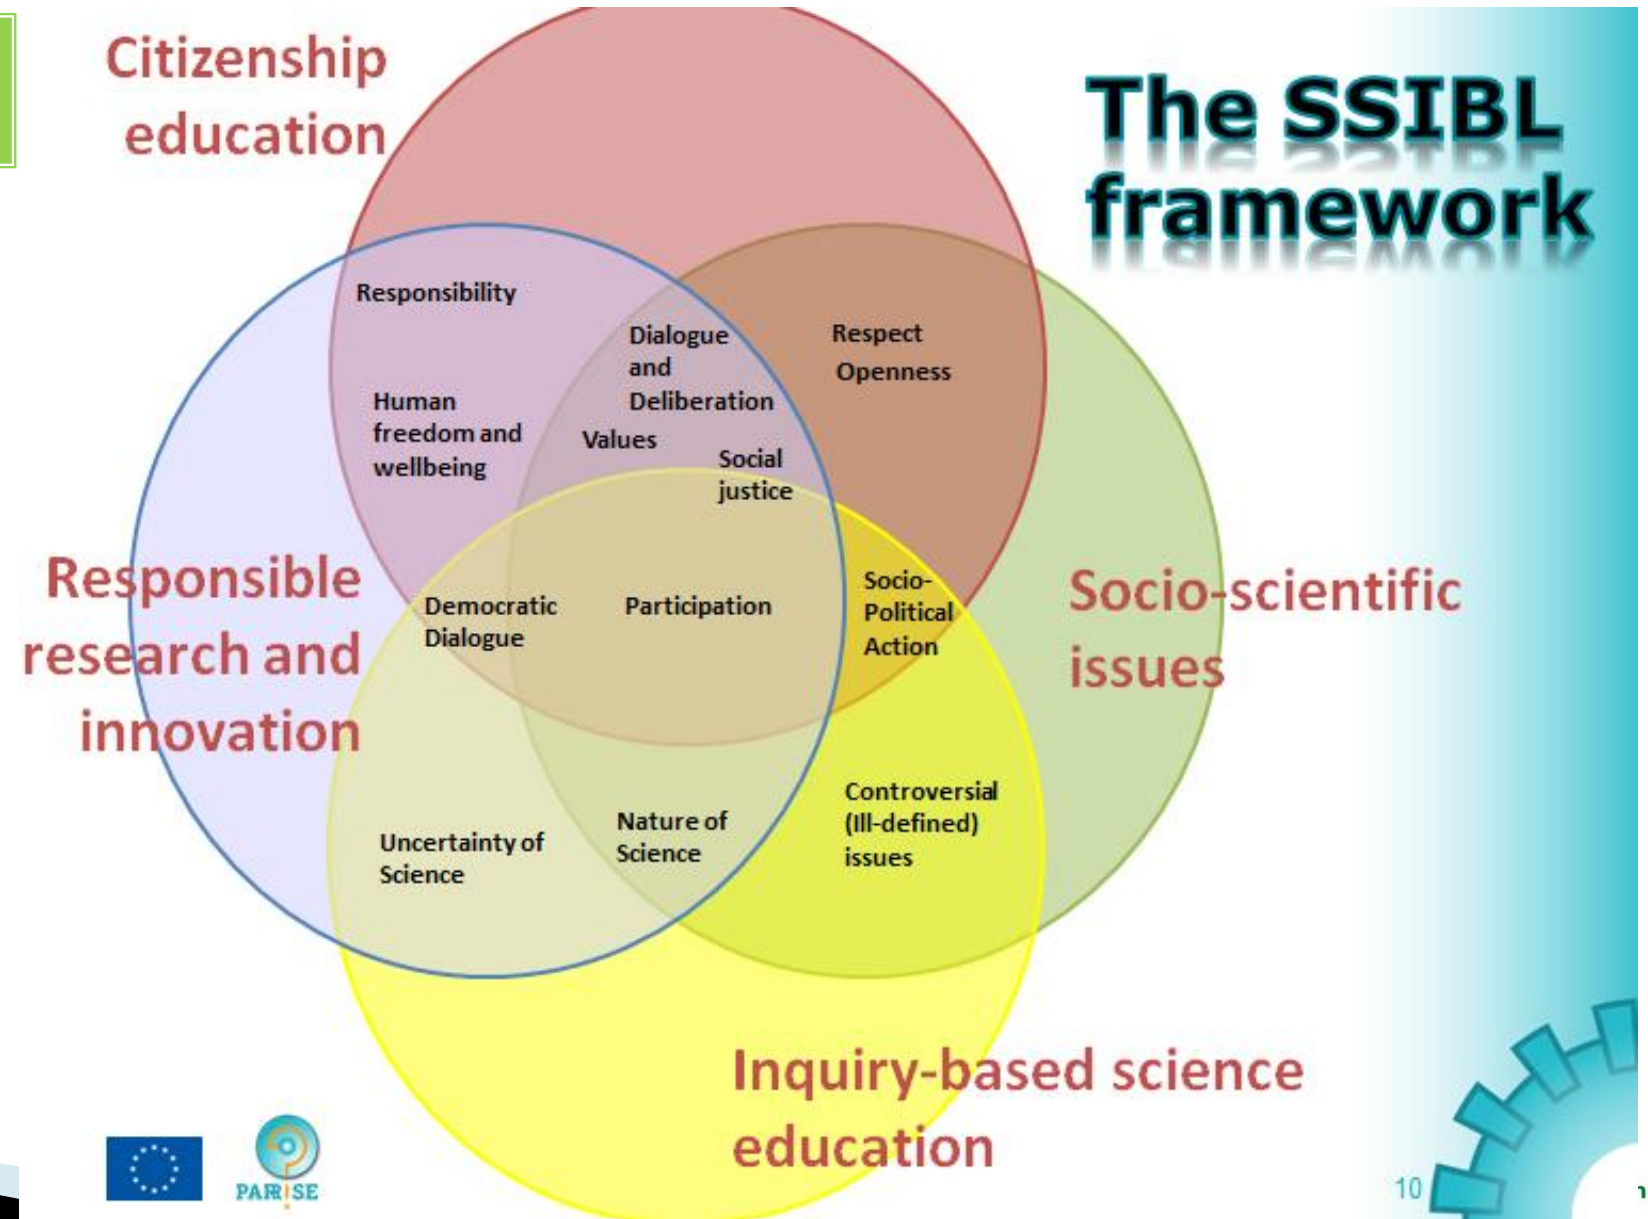 Citizenship
education
The SSIBL
framework
Responsibility
Dialogue
and
Deliberation
Respect
Openness
Human
freedom and
wellbeing
Values
Social
justice
Responsible
research and
innovation
Democratic
Dialogue
Participation
Socio-
Political
Action
Socio-scientific
issues
Uncertainty of
Science
Nature of
Science
Controversial
(Ill-defined)
issues
Inquiry-based science
education
PARRISE
10